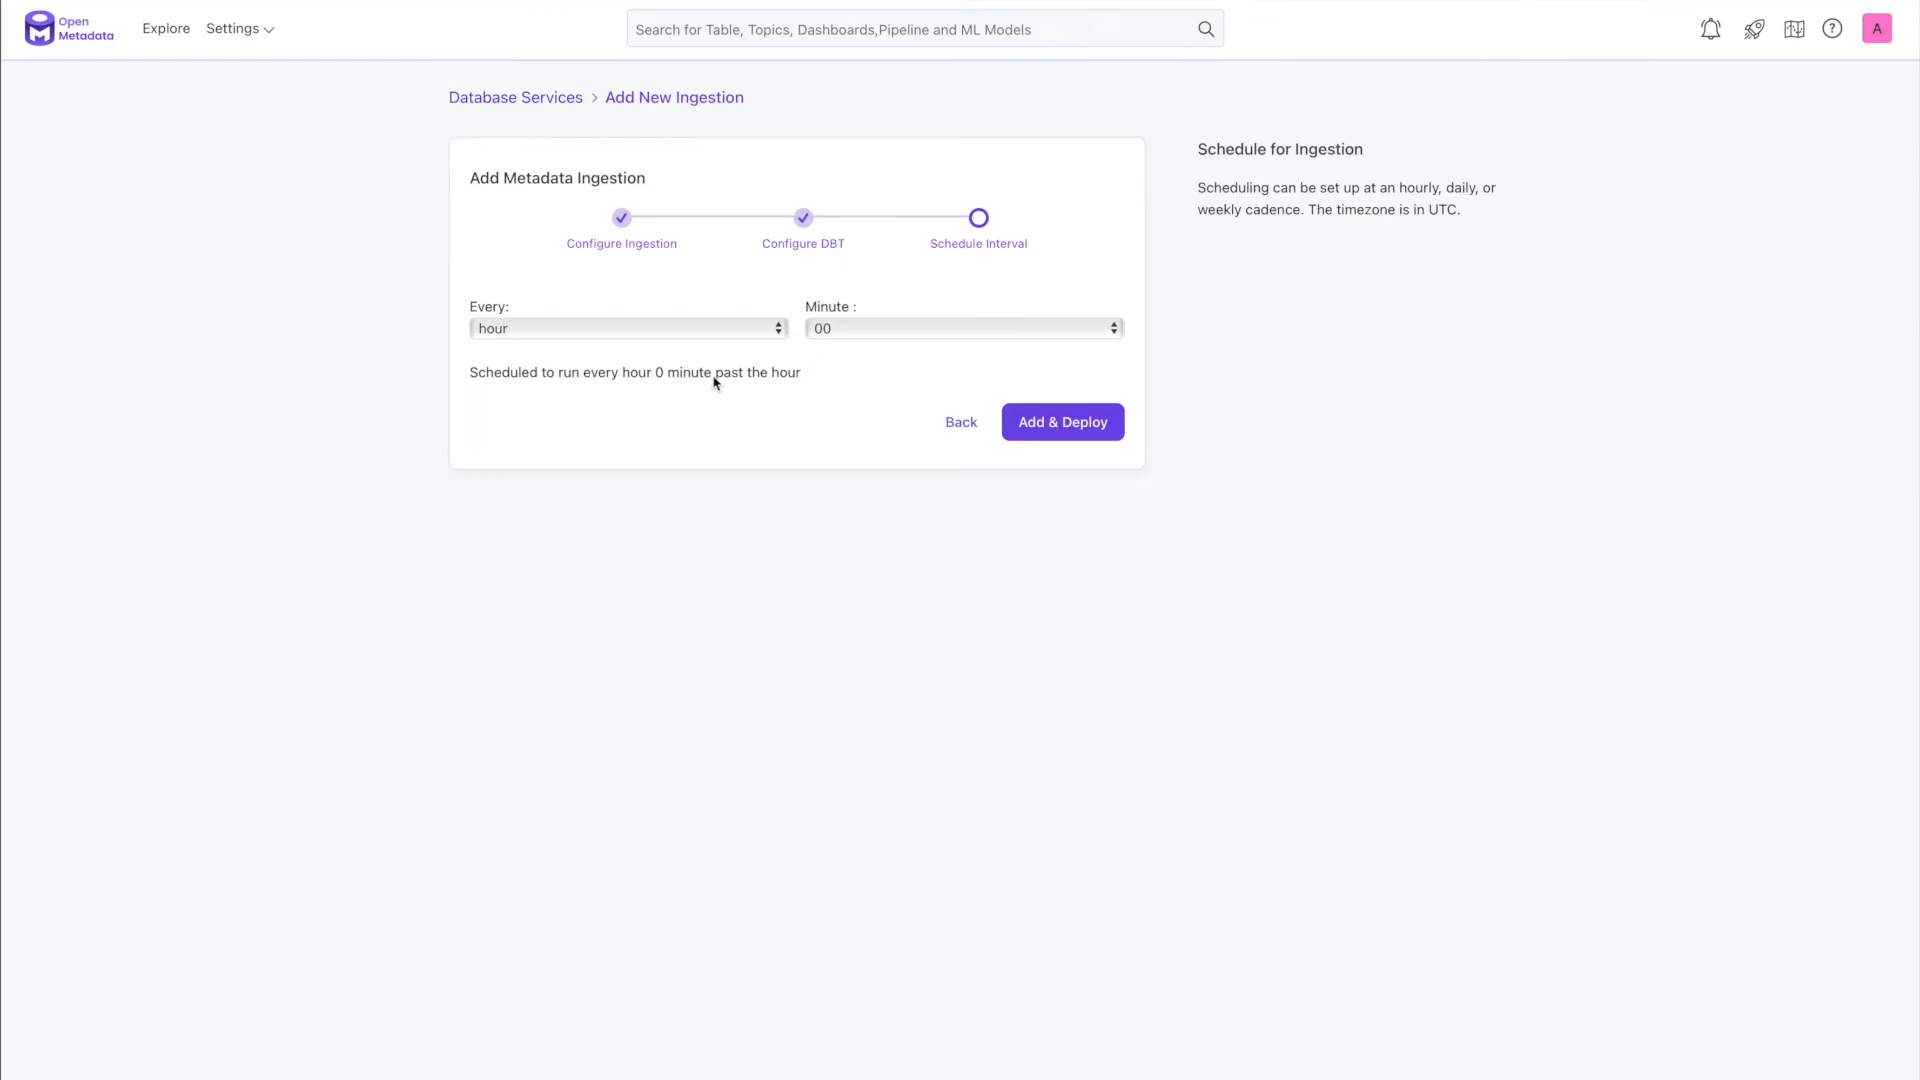 Open
Metadata
Explore
Settings
Search for Table, Topics, Dashboards,Pipeline and ML Models
A
Database Services > Add New Ingestion
Add Metadata Ingestion
Configure Ingestion
Configure DBT
Schedule Interval
Every:
hour
Minute :
00
Scheduled to run every hour 0 minute past the hour
Back
Add & Deploy
Schedule for Ingestion
Scheduling can be set up at an hourly, daily, or
weekly cadence. The timezone is in UTC.